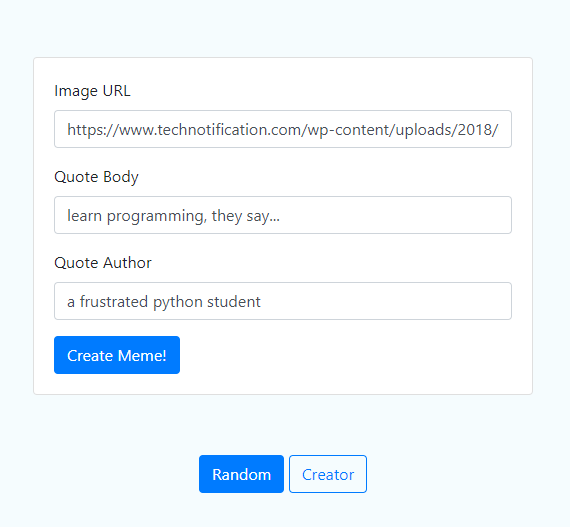 Image URL
https://www.technotification.com/wp-content/uploads/2018/
Quote Body
learn programming, they say...
Quote Author
a frustrated python student
Create Meme!
Random Creator